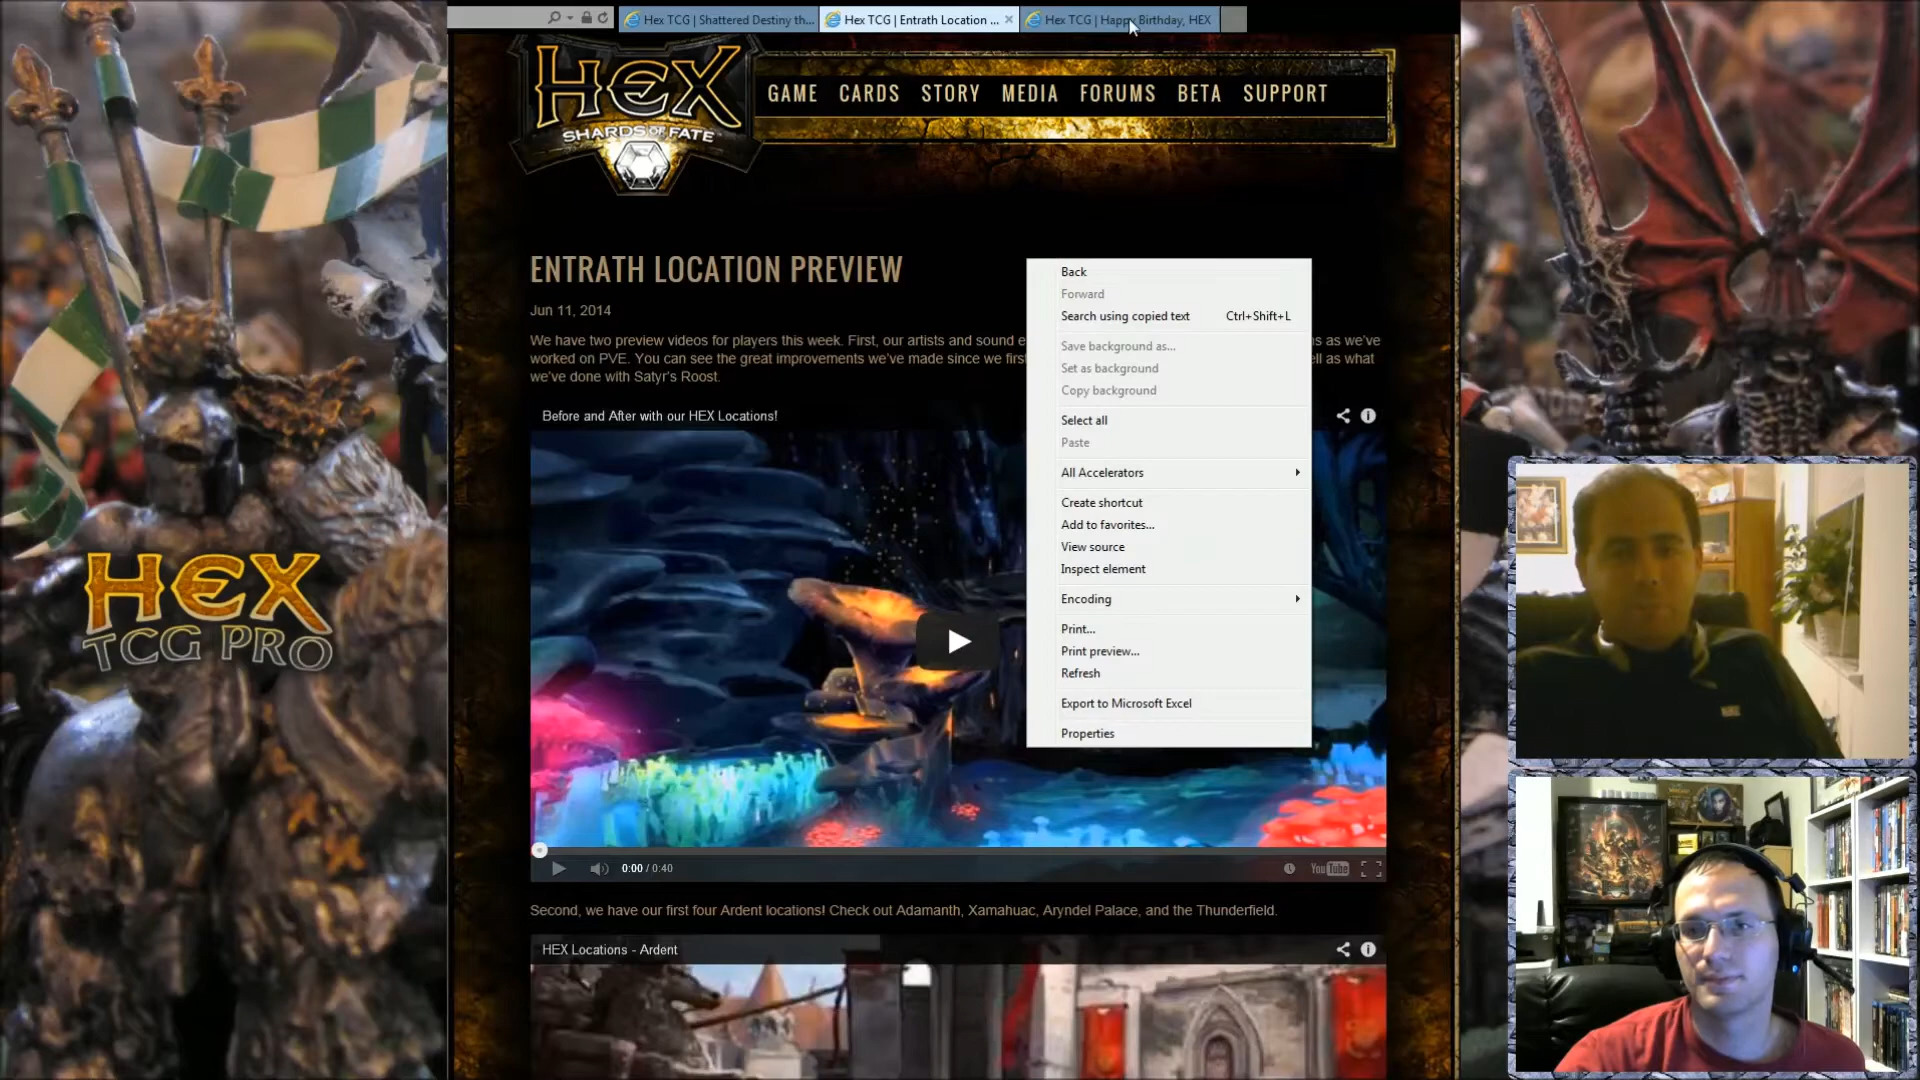 Hex TCG | Shattered Destiny th...
Hex TCG | Entrath Location ...
Hex TCG | Happy Birthday, HEX
HEX
SHARDS OF FATE
GAME CARDS STORY MEDIA FORUMS BETA SUPPORT
ENTRATH LOCATION PREVIEW
Jun 11, 2014
We have two preview videos for players this week. First, our artists and sound e
ns as we've
worked on PVE. You can see the great improvements we've made since we firs
ell as what
we've done with Satyr's Roost.
Before and After with our HEX Locations!
Back
Forward
Search using copied text Ctrl+Shift+L
Save background as...
Set as background
Copy background
Select all
Paste
All Accelerators
Create shortcut
Add to favorites...
View source
Inspect element
Encoding
Print...
Print preview...
Refresh
Export to Microsoft Excel
Properties
0:00 / 0:40
YouTube
Second, we have our first four Ardent locations! Check out Adamanth, Xamahuac, Aryndel Palace, and the Thunderfield.
HEX Locations - Ardent
HEX
TCG PRO